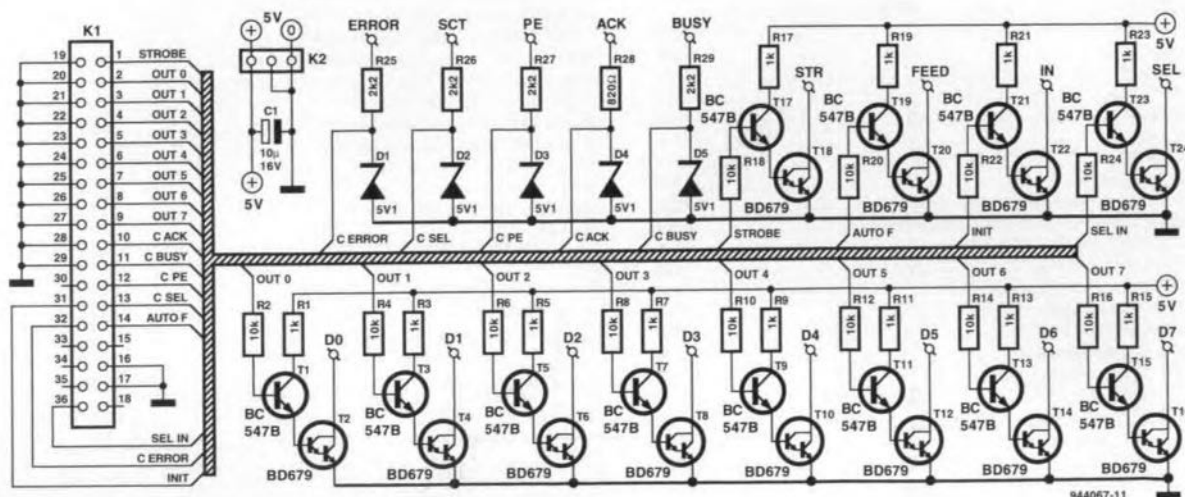 K1
19 1 STROBE
20 2 OUT 0
21 3 OUT 1
22 4 OUT 2
23 5 OUT 3
24 6 OUT 4
25 7 OUT 5
26 8 OUT 6
27 9 OUT 7
28 10 C ACK
29 11 C BUSY
30 12 C PE
31 13 C SEL
32 14 AUTO F
33 15
34 16
35 17
36 18
SEL IN
C ERROR
INIT
5V 0
K2
C1
10µ
16V
5V
ERROR SCT PE ACK BUSY
R25 R26 R27 R28 R29
2k2 2k2 2k2 820Ω 2k2
D1 D2 D3 D4 D5
5V1 5V1 5V1 5V1 5V1
R17 R19 R21 R23
1k 1k 1k 1k
5V
STR FEED IN SEL
BC 547B T17 BC 547B T19 BC 547B T21 BC 547B T23
R18 R20 R22 R24
10k 10k 10k 10k
T18 T20 T22 T24
BD679 BD679 BD679 BD679
C ERROR C SEL C PE C ACK C BUSY STROBE AUTO F INIT SEL IN
OUT 0 OUT 1 OUT 2 OUT 3 OUT 4 OUT 5 OUT 6 OUT 7
5V
R2 R1 R4 R3 R6 R5 R8 R7 R10 R9 R12 R11 R14 R13 R16 R15
10k 1k 10k 1k 10k 1k 10k 1k 10k 1k 10k 1k 10k 1k 10k 1k
D0 D1 D2 D3 D4 D5 D6 D7
T1 T3 T5 T7 T9 T11 T13 T15
BC BC BC BC BC BC BC BC
547B 547B 547B 547B 547B 547B 547B 547B
T2 T4 T6 T8 T10 T12 T14
BD679 BD679 BD679 BD679 BD679 BD679 BD679 BD679
944067-11